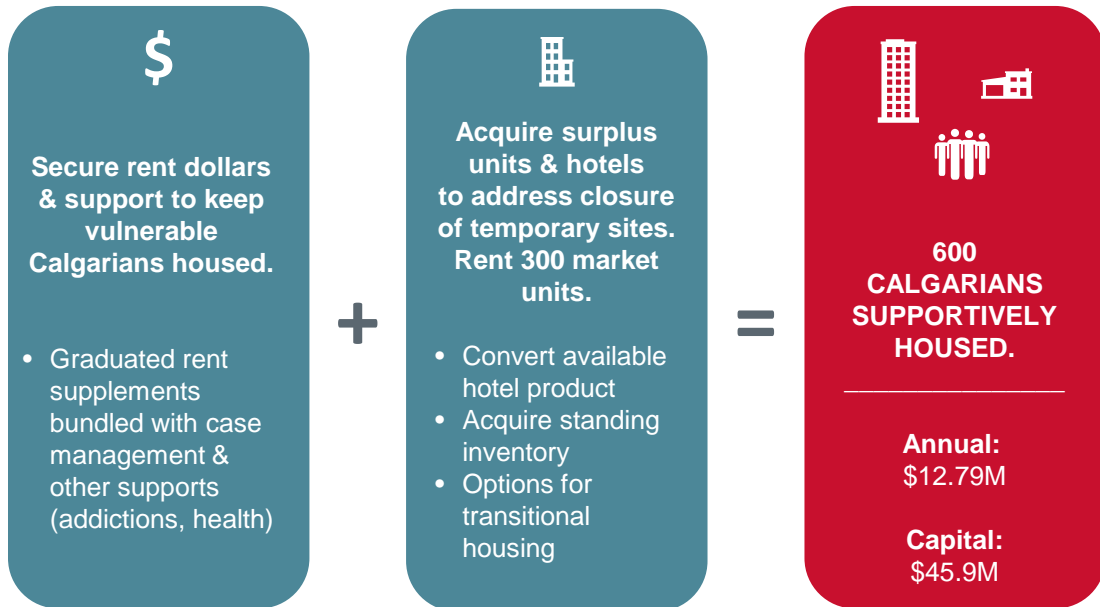 $
Secure rent dollars
& support to keep
vulnerable
Calgarians housed.
• Graduated rent
supplements
bundled with case
management &
other supports
(addictions, health)
+
Acquire surplus
units & hotels
to address closure
of temporary sites.
Rent 300 market
units.
• Convert available
hotel product
• Acquire standing
inventory
• Options for
transitional
housing
=
600
CALGARIANS
SUPPORTIVELY
HOUSED.
Annual:
$12.79M
Capital:
$45.9M